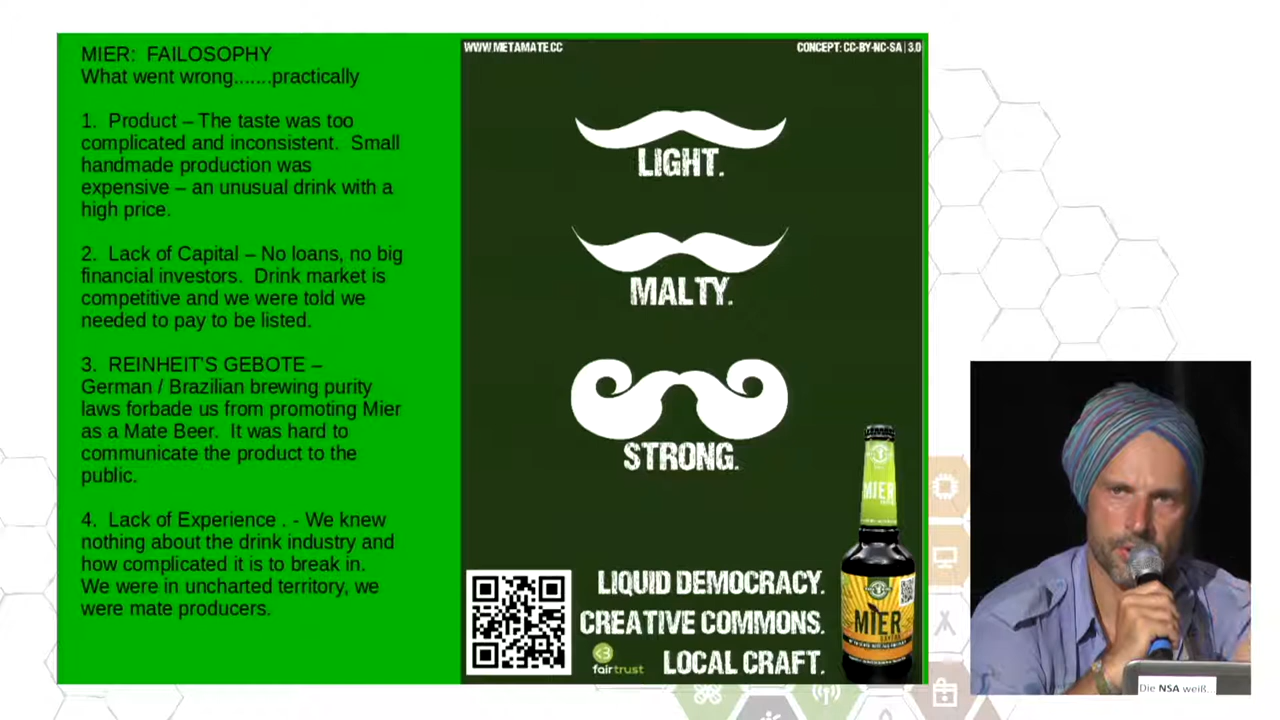 MIER:  FAILOSOPHY
What went wrong.......practically
1.  Product – The taste was too
complicated and inconsistent.  Small
handmade production was
expensive – an unusual drink with a
high price.
2.  Lack of Capital – No loans, no big
financial investors.  Drink market is
competitive and we were told we
needed to pay to be listed.
3.  REINHEIT'S GEBOTE –
German / Brazilian brewing purity
laws forbade us from promoting Mier
as a Mate Beer.  It was hard to
communicate the product to the
public.
4.  Lack of Experience . - We knew
nothing about the drink industry and
how complicated it is to break in.
We were in uncharted territory, we
were mate producers.
WWW.METAMATE.CC
CONCEPT: CC-BY-NC-SA | 3.0
LIGHT.
MALTY.
STRONG.
LIQUID DEMOCRACY.
CREATIVE COMMONS.
LOCAL CRAFT.
fairtrust
MIER
MIER
Die NSA weiß...